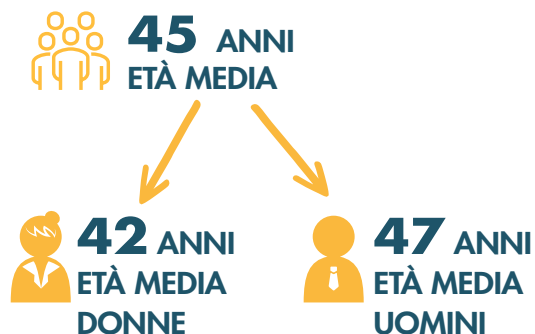 45 ANNI
ETÀ MEDIA
42 ANNI
ETÀ MEDIA
DONNE
47 ANNI
ETÀ MEDIA
UOMINI